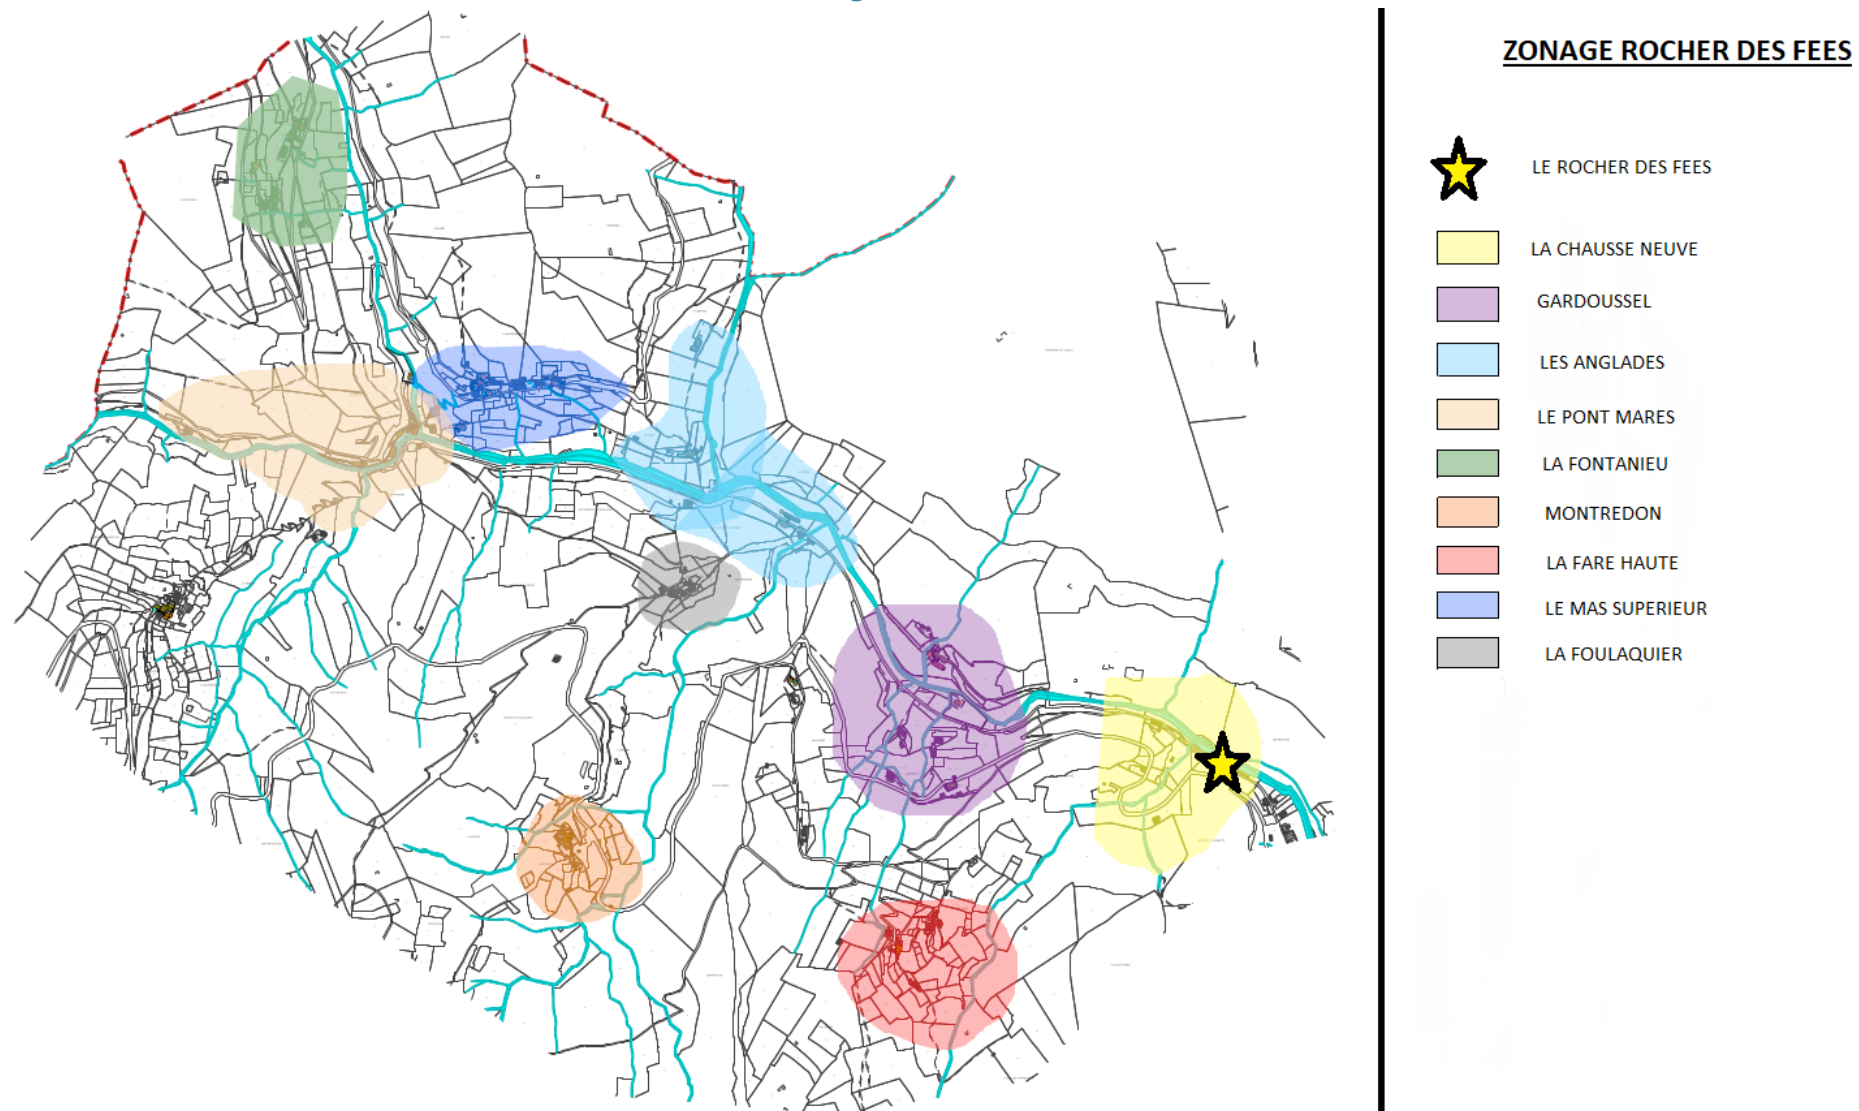 ZONAGE ROCHER DES FEES
LE ROCHER DES FEES
LA CHAUSSE NEUVE
GARDOUSSEL
LES ANGLADES
LE PONT MARES
LA FONTANIEU
MONTREDON
LA FARE HAUTE
LE MAS SUPERIEUR
LA FOULAQUIER